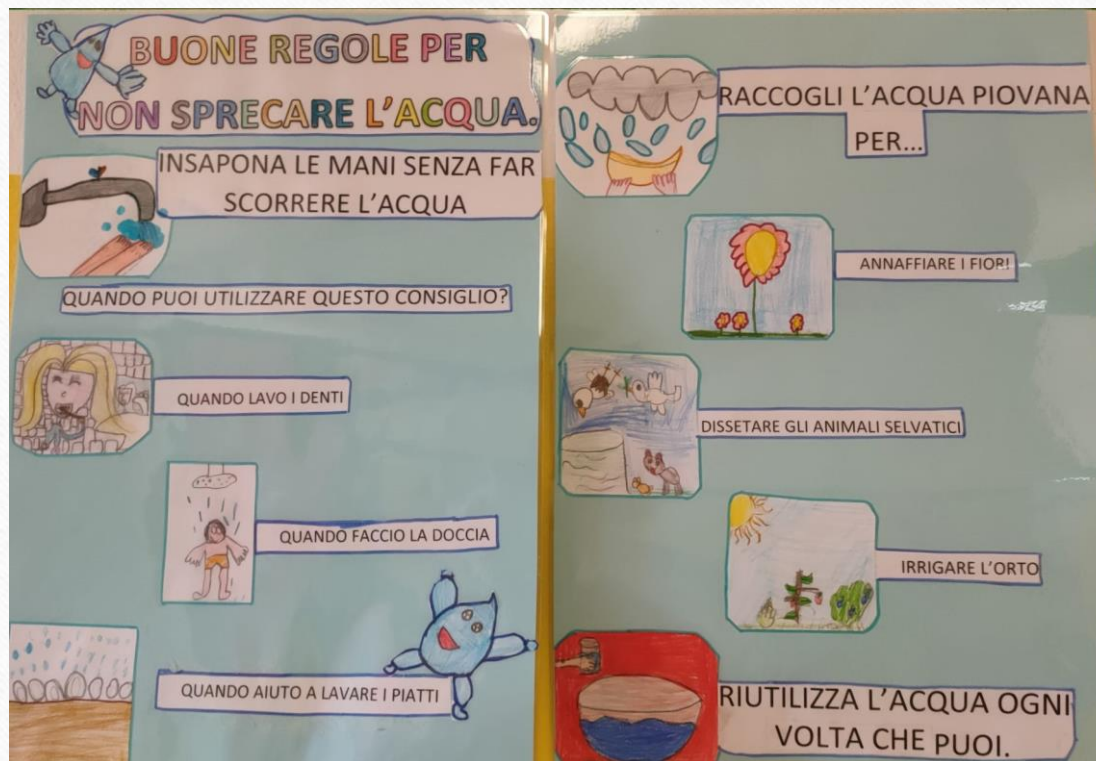 BUONE REGOLE PER
NON SPRECARE L'ACQUA.
INSAPONA LE MANI SENZA FAR
SCORRERE L'ACQUA
QUANDO PUOI UTILIZZARE QUESTO CONSIGLIO?
QUANDO LAVO I DENTI
QUANDO FACCIO LA DOCCIA
QUANDO AIUTO A LAVARE I PIATTI
RACCOGLI L'ACQUA PIOVANA
PER...
ANNAFFIARE I FIORI
DISSETARE GLI ANIMALI SELVATICI
IRRIGARE L'ORTO
RIUTILIZZA L'ACQUA OGNI
VOLTA CHE PUOI.